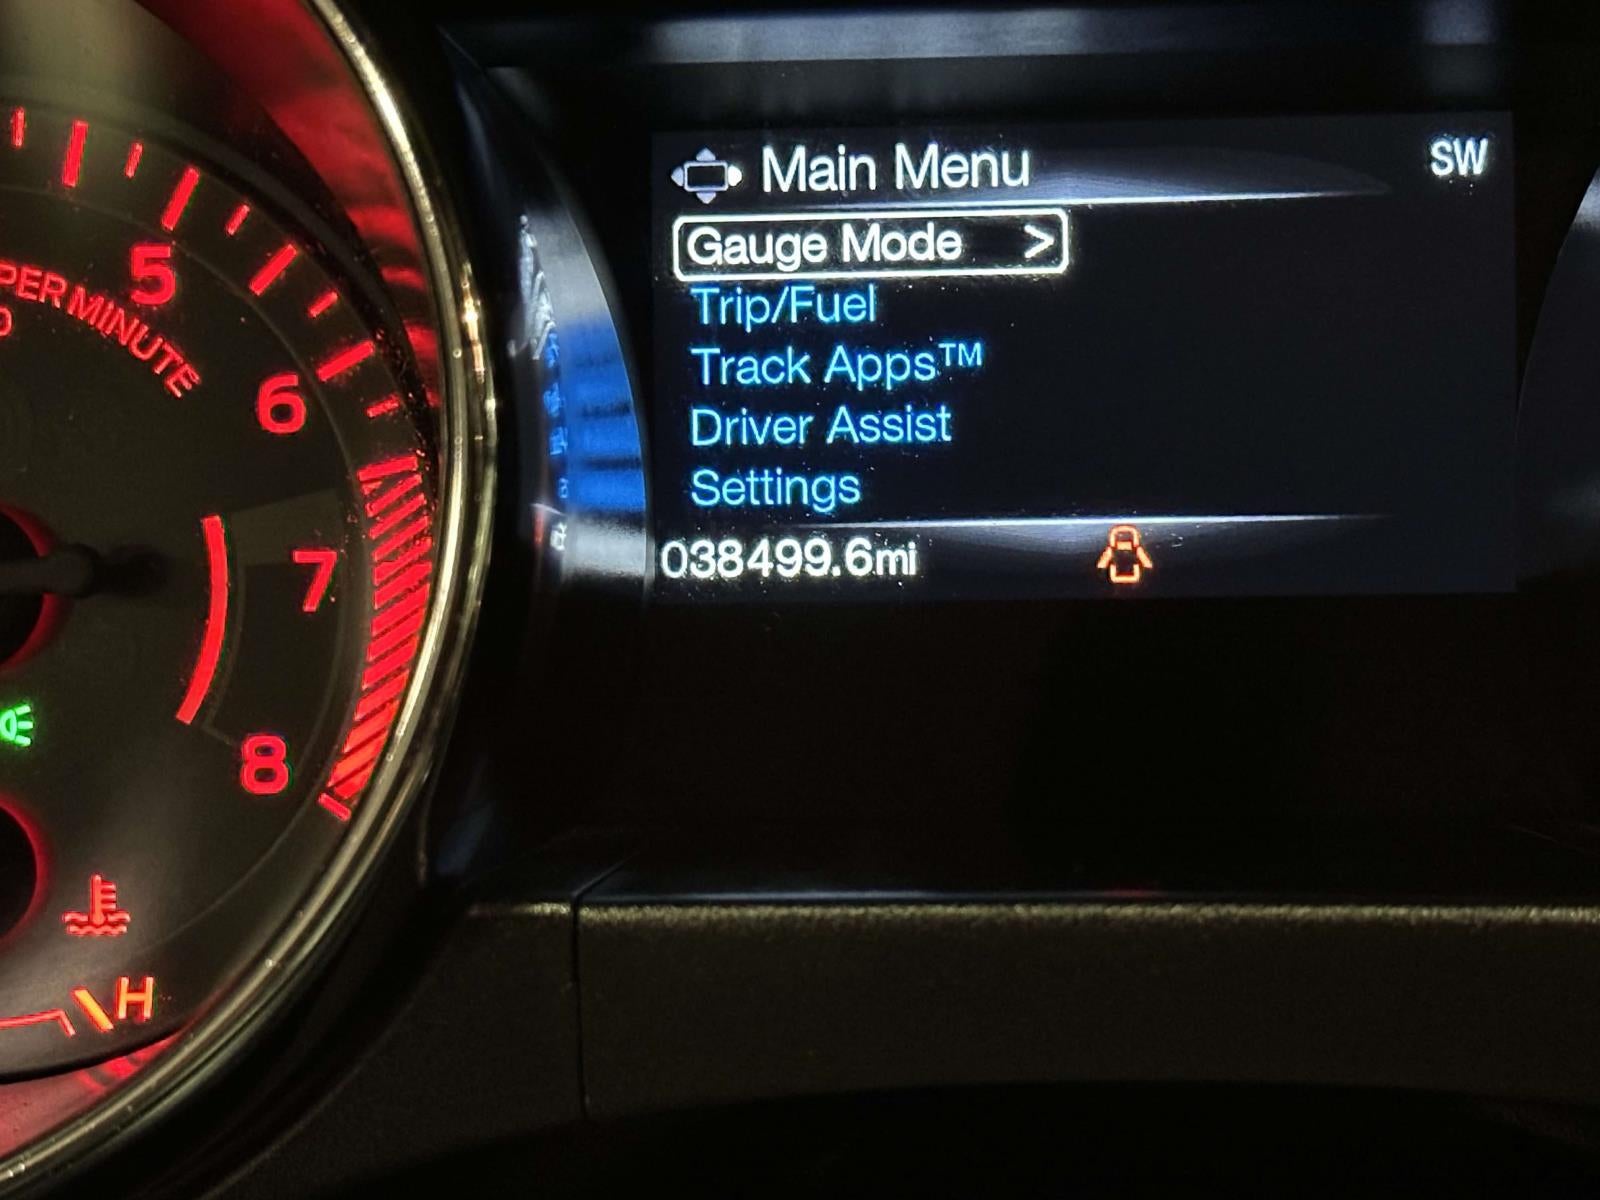 Main Menu
SW
Gauge Mode >
Trip/Fuel
Track Apps™
Driver Assist
Settings
038499.6mi
5
PER MINUTE
0
6
7
8
H